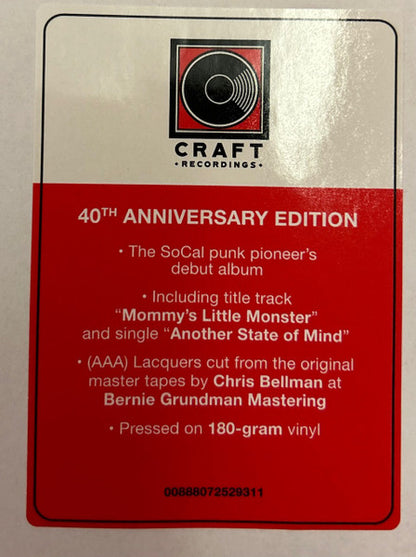 CRAFT
• RECORDINGS •
40TH ANNIVERSARY EDITION
• The SoCal punk pioneer's
debut album
• Including title track
“Mommy's Little Monster”
and single “Another State of Mind”
• (AAA) Lacquers cut from the original
master tapes by Chris Bellman at
Bernie Grundman Mastering
• Pressed on 180-gram vinyl
00888072529311